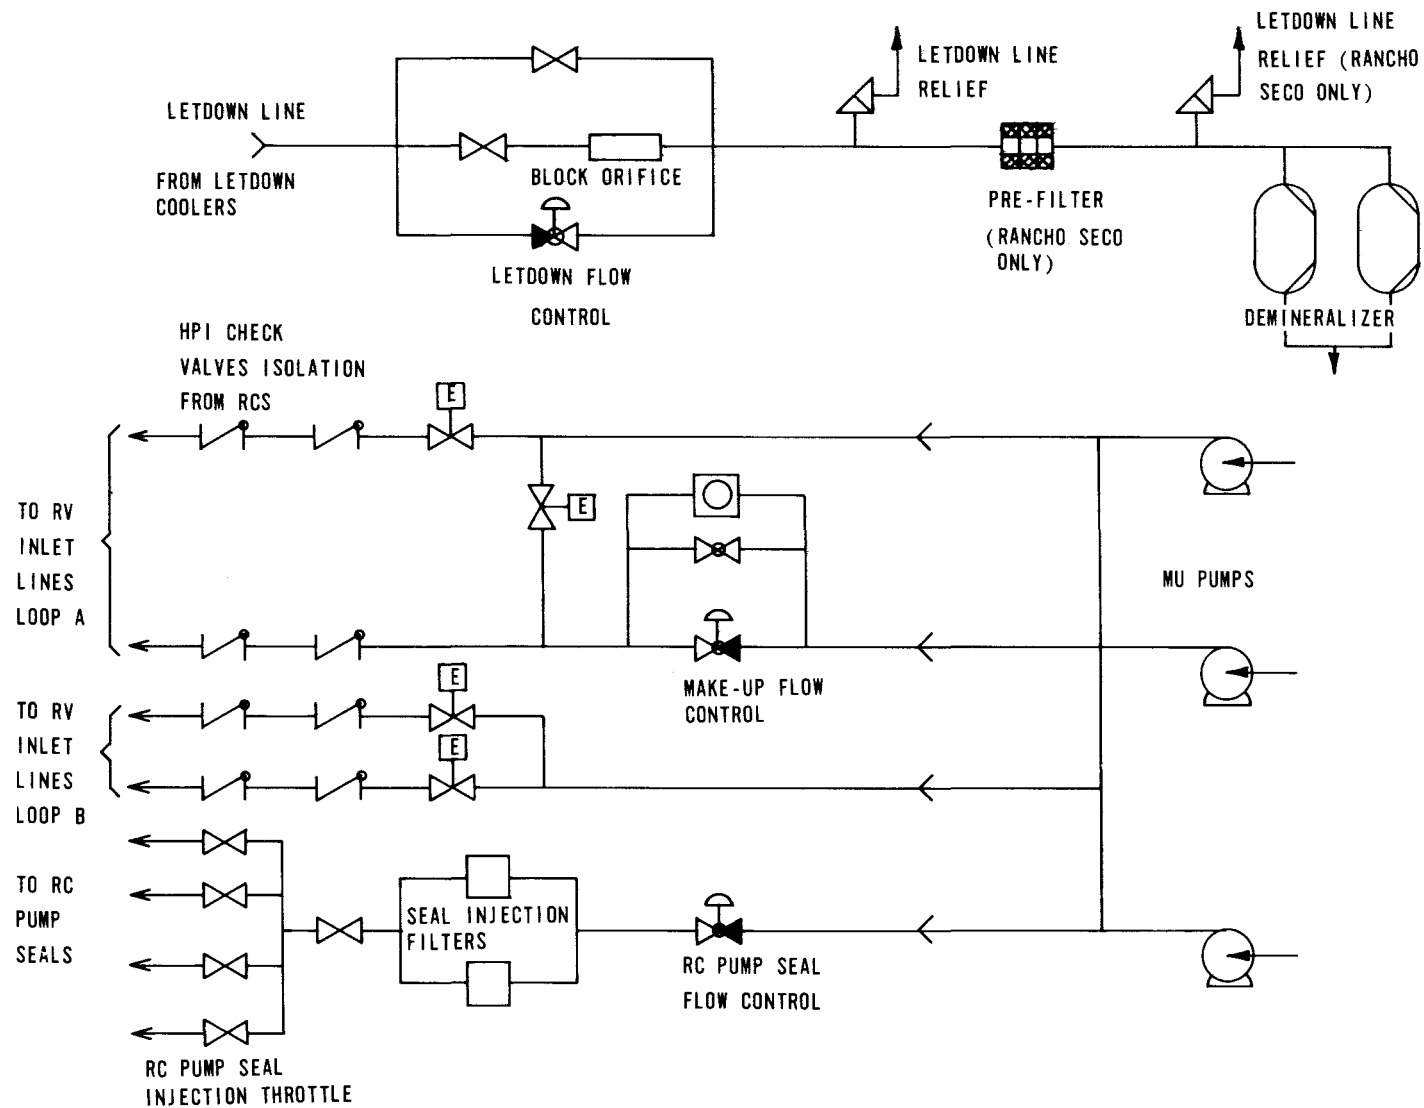 LETDOWN LINE
FROM LETDOWN
COOLERS
BLOCK ORIFICE
LETDOWN FLOW
CONTROL
LETDOWN LINE
RELIEF
PRE-FILTER
(RANCHO SECO
ONLY)
LETDOWN LINE
RELIEF (RANCHO
SECO ONLY)
DEMINERALIZER
HPI CHECK
VALVES ISOLATION
FROM RCS
E
E
TO RV
INLET
LINES
LOOP A
MAKE-UP FLOW
CONTROL
MU PUMPS
E
E
TO RV
INLET
LINES
LOOP B
TO RC
PUMP
SEALS
SEAL INJECTION
FILTERS
RC PUMP SEAL
FLOW CONTROL
RC PUMP SEAL
INJECTION THROTTLE